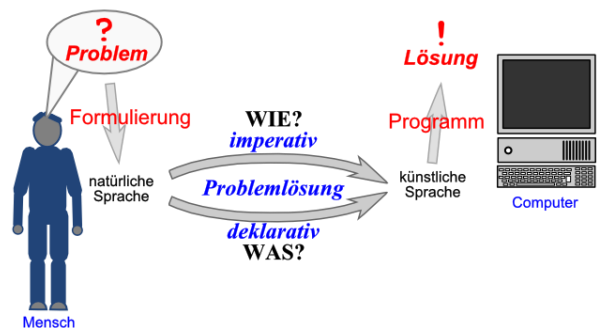 ?
Problem
Formulierung
natürliche
Sprache
Mensch
WIE?
imperativ
Problemlösung
deklarativ
WAS?
!
Lösung
Programm
künstliche
Sprache
Computer